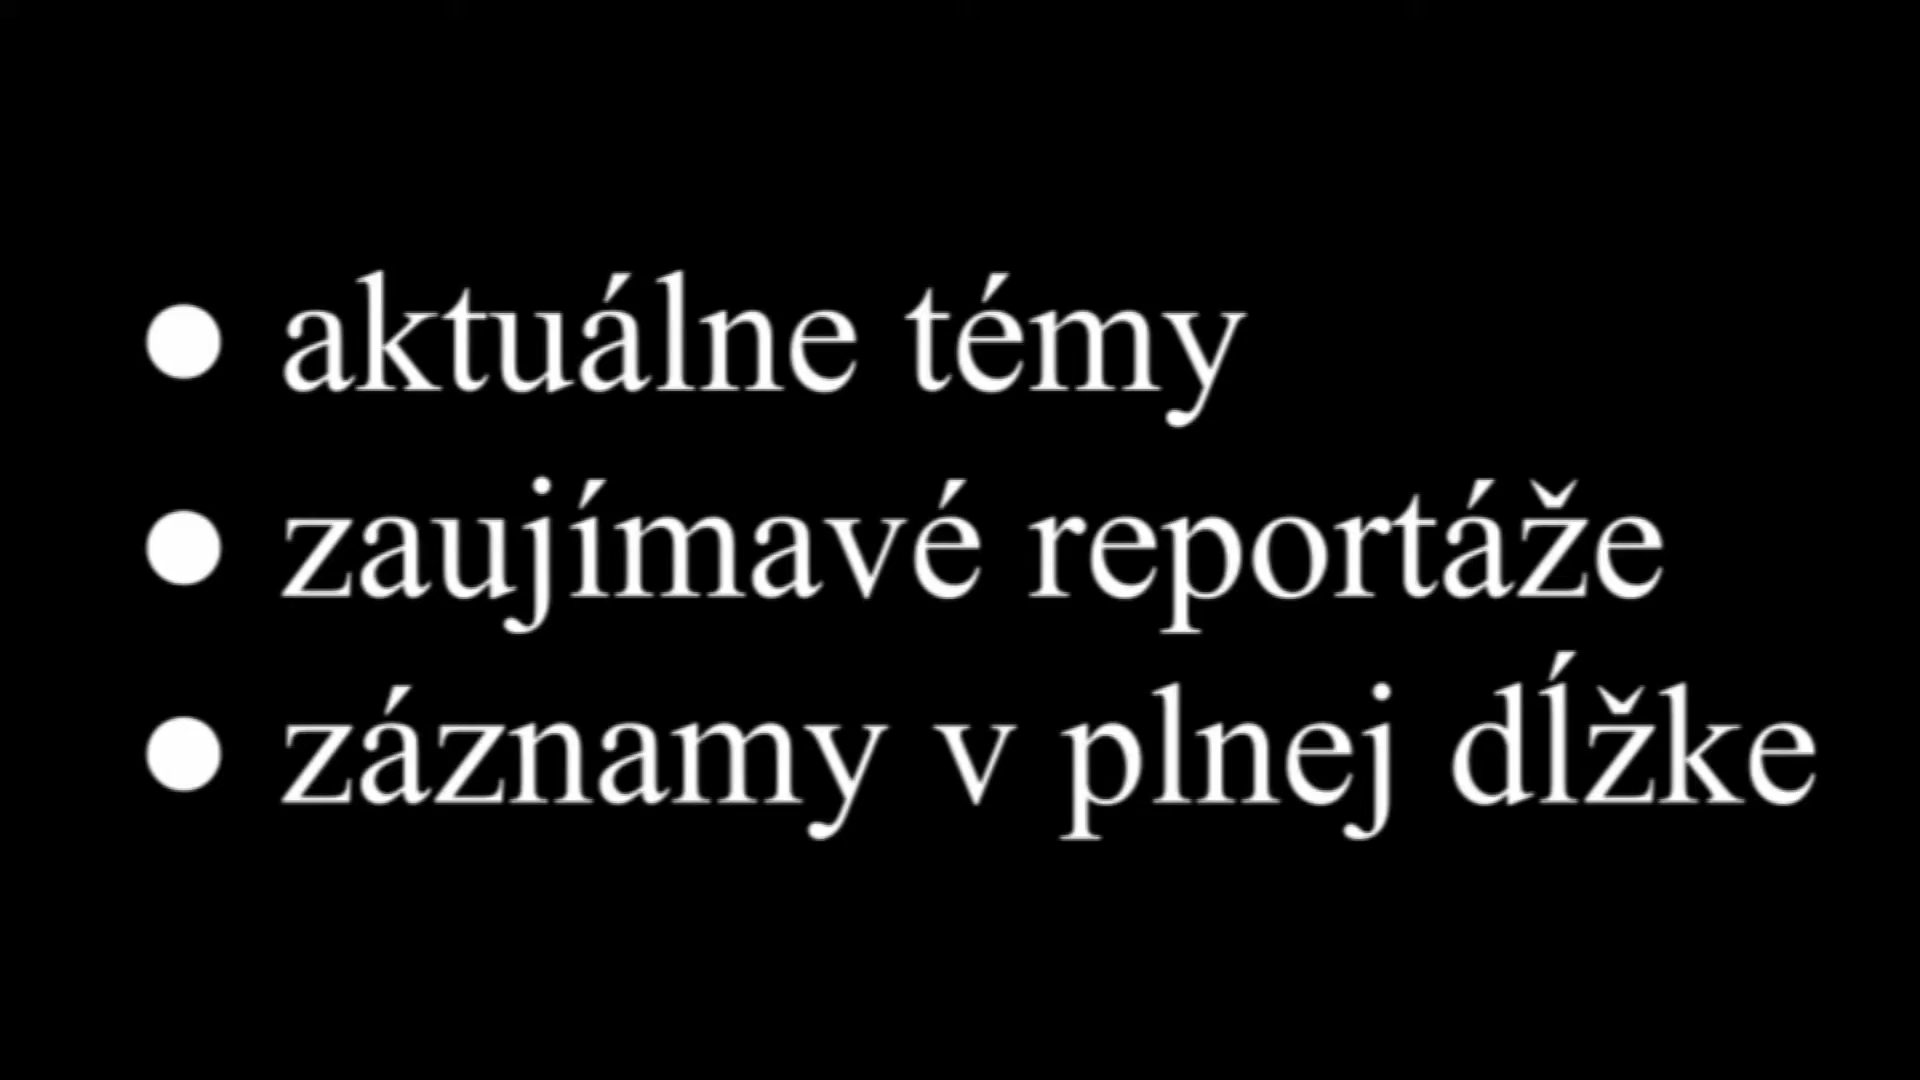 ● aktuálne témy
● zaujímavé reportáže
● záznamy v plnej dĺžke